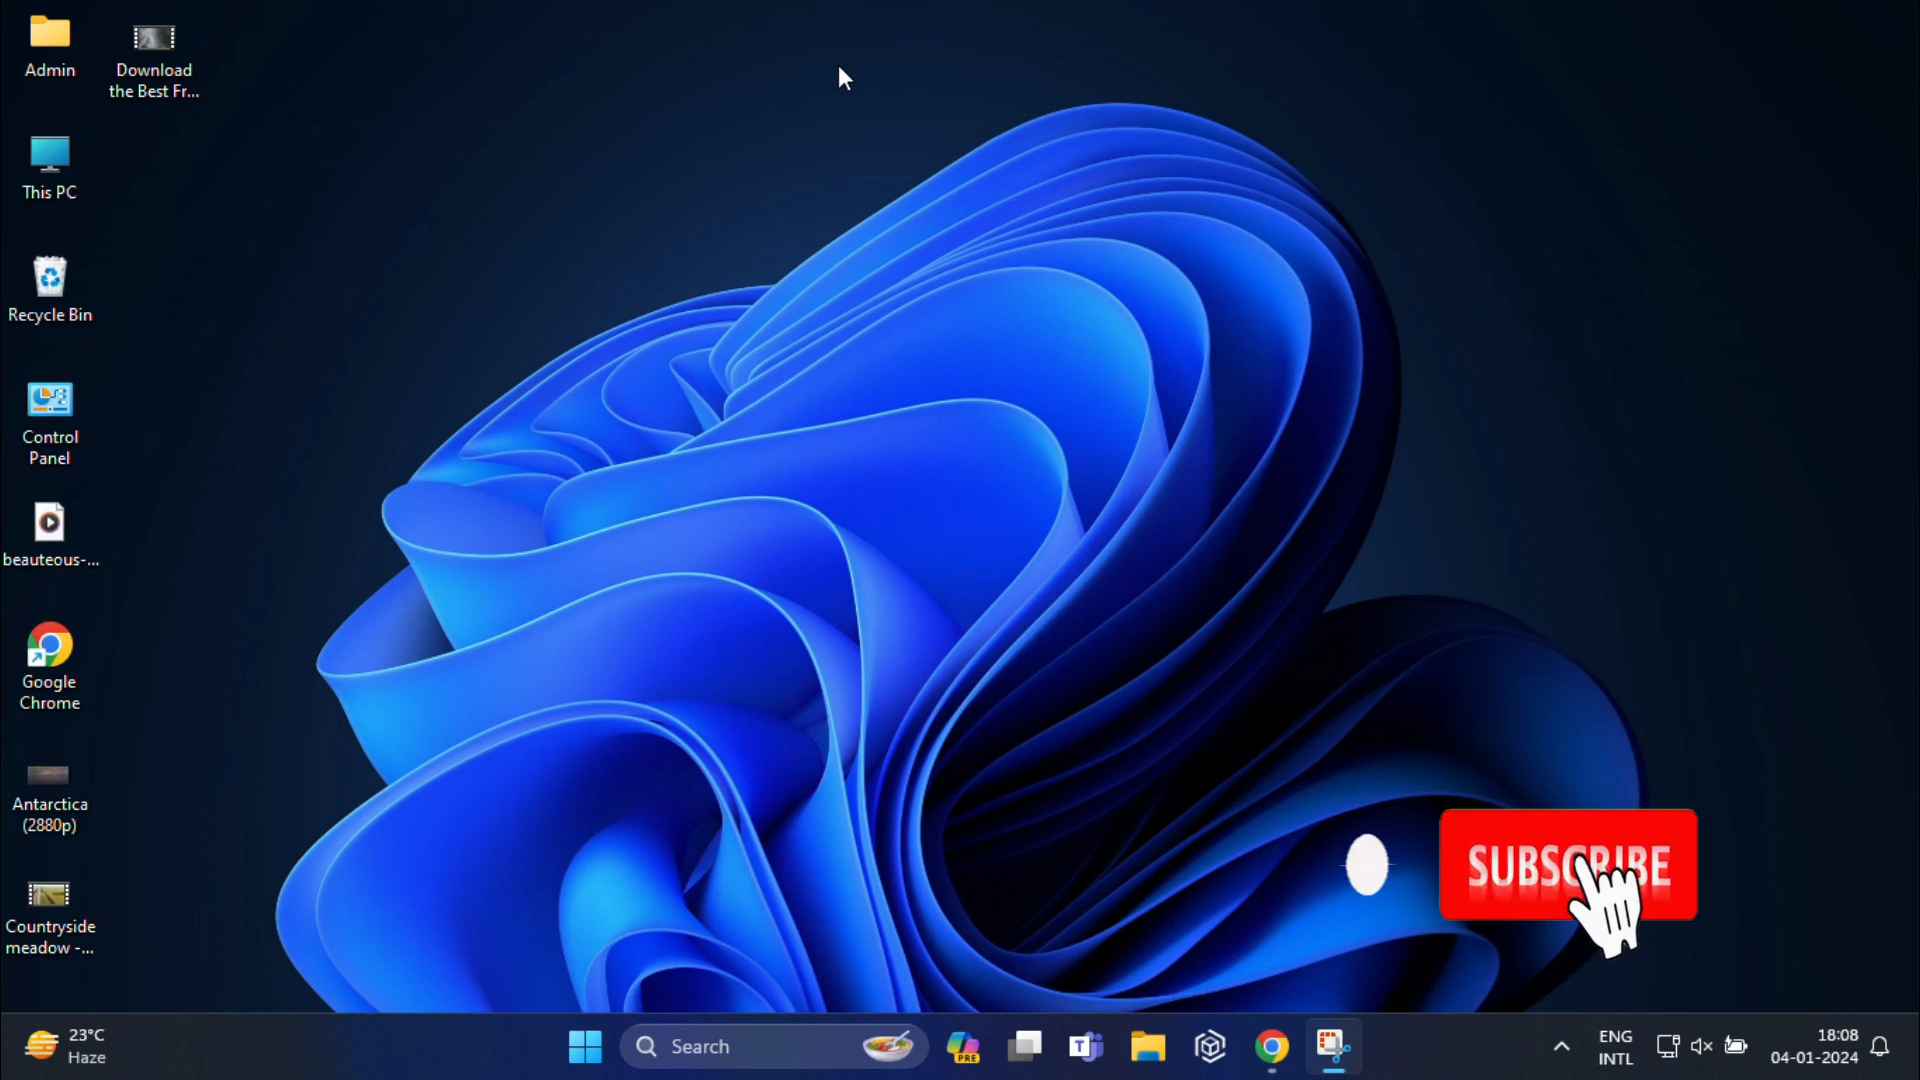 Admin
Download
the Best Fr...
This PC
Recycle Bin
Control
Panel
beauteous-...
Google
Chrome
Antarctica
(2880p)
Countryside
meadow -...
SUBSCRIBE
23°C
Haze
Search
PRE
T
ENG
INTL
18:08
04-01-2024